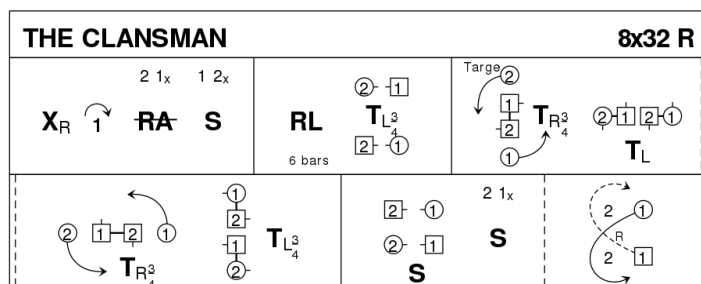 THE CLANSMAN 8x32 R
2 1x 1 2x
XR 1 RA S
2 1
RL TL3/4
6 bars 2 1
Targe 2
1 TR3/4 2 1 2 1
2 TL
1
2 1 2 1
TR3/4
1
2
1 TL3/4
2
2 1x
2 1 S
2 1
S
2 1
R
2 1